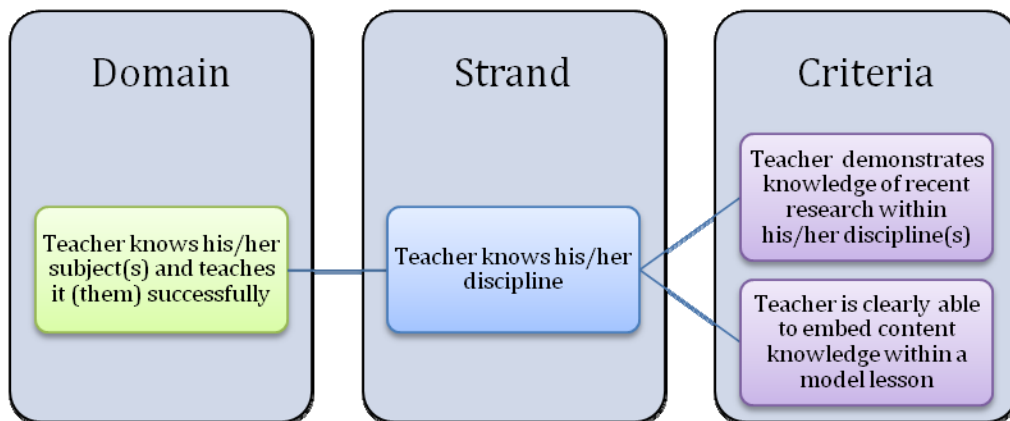 Domain
Teacher knows his/her
subject(s) and teaches
it (them) successfully
Strand
Teacher knows his/her
discipline
Criteria
Teacher demonstrates
knowledge of recent
research within
his/her discipline(s)
Teacher is clearly able
to embed content
knowledge within a
model lesson